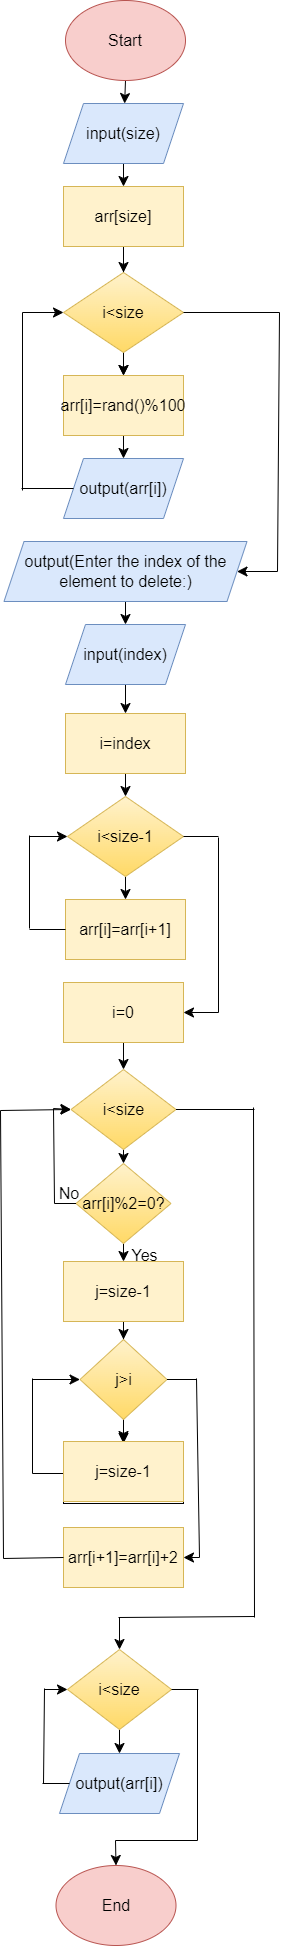 Start
input(size)
arr[size]
i<size
arr[i]=rand()%100
output(arr[i])
output(Enter the index of the
element to delete:)
input(index)
i=index
i<size-1
arr[i]=arr[i+1]
i=0
i<size
No
arr[i]%2=0?
Yes
j=size-1
j>i
j=size-1
arr[i+1]=arr[i]+2
i<size
output(arr[i])
End